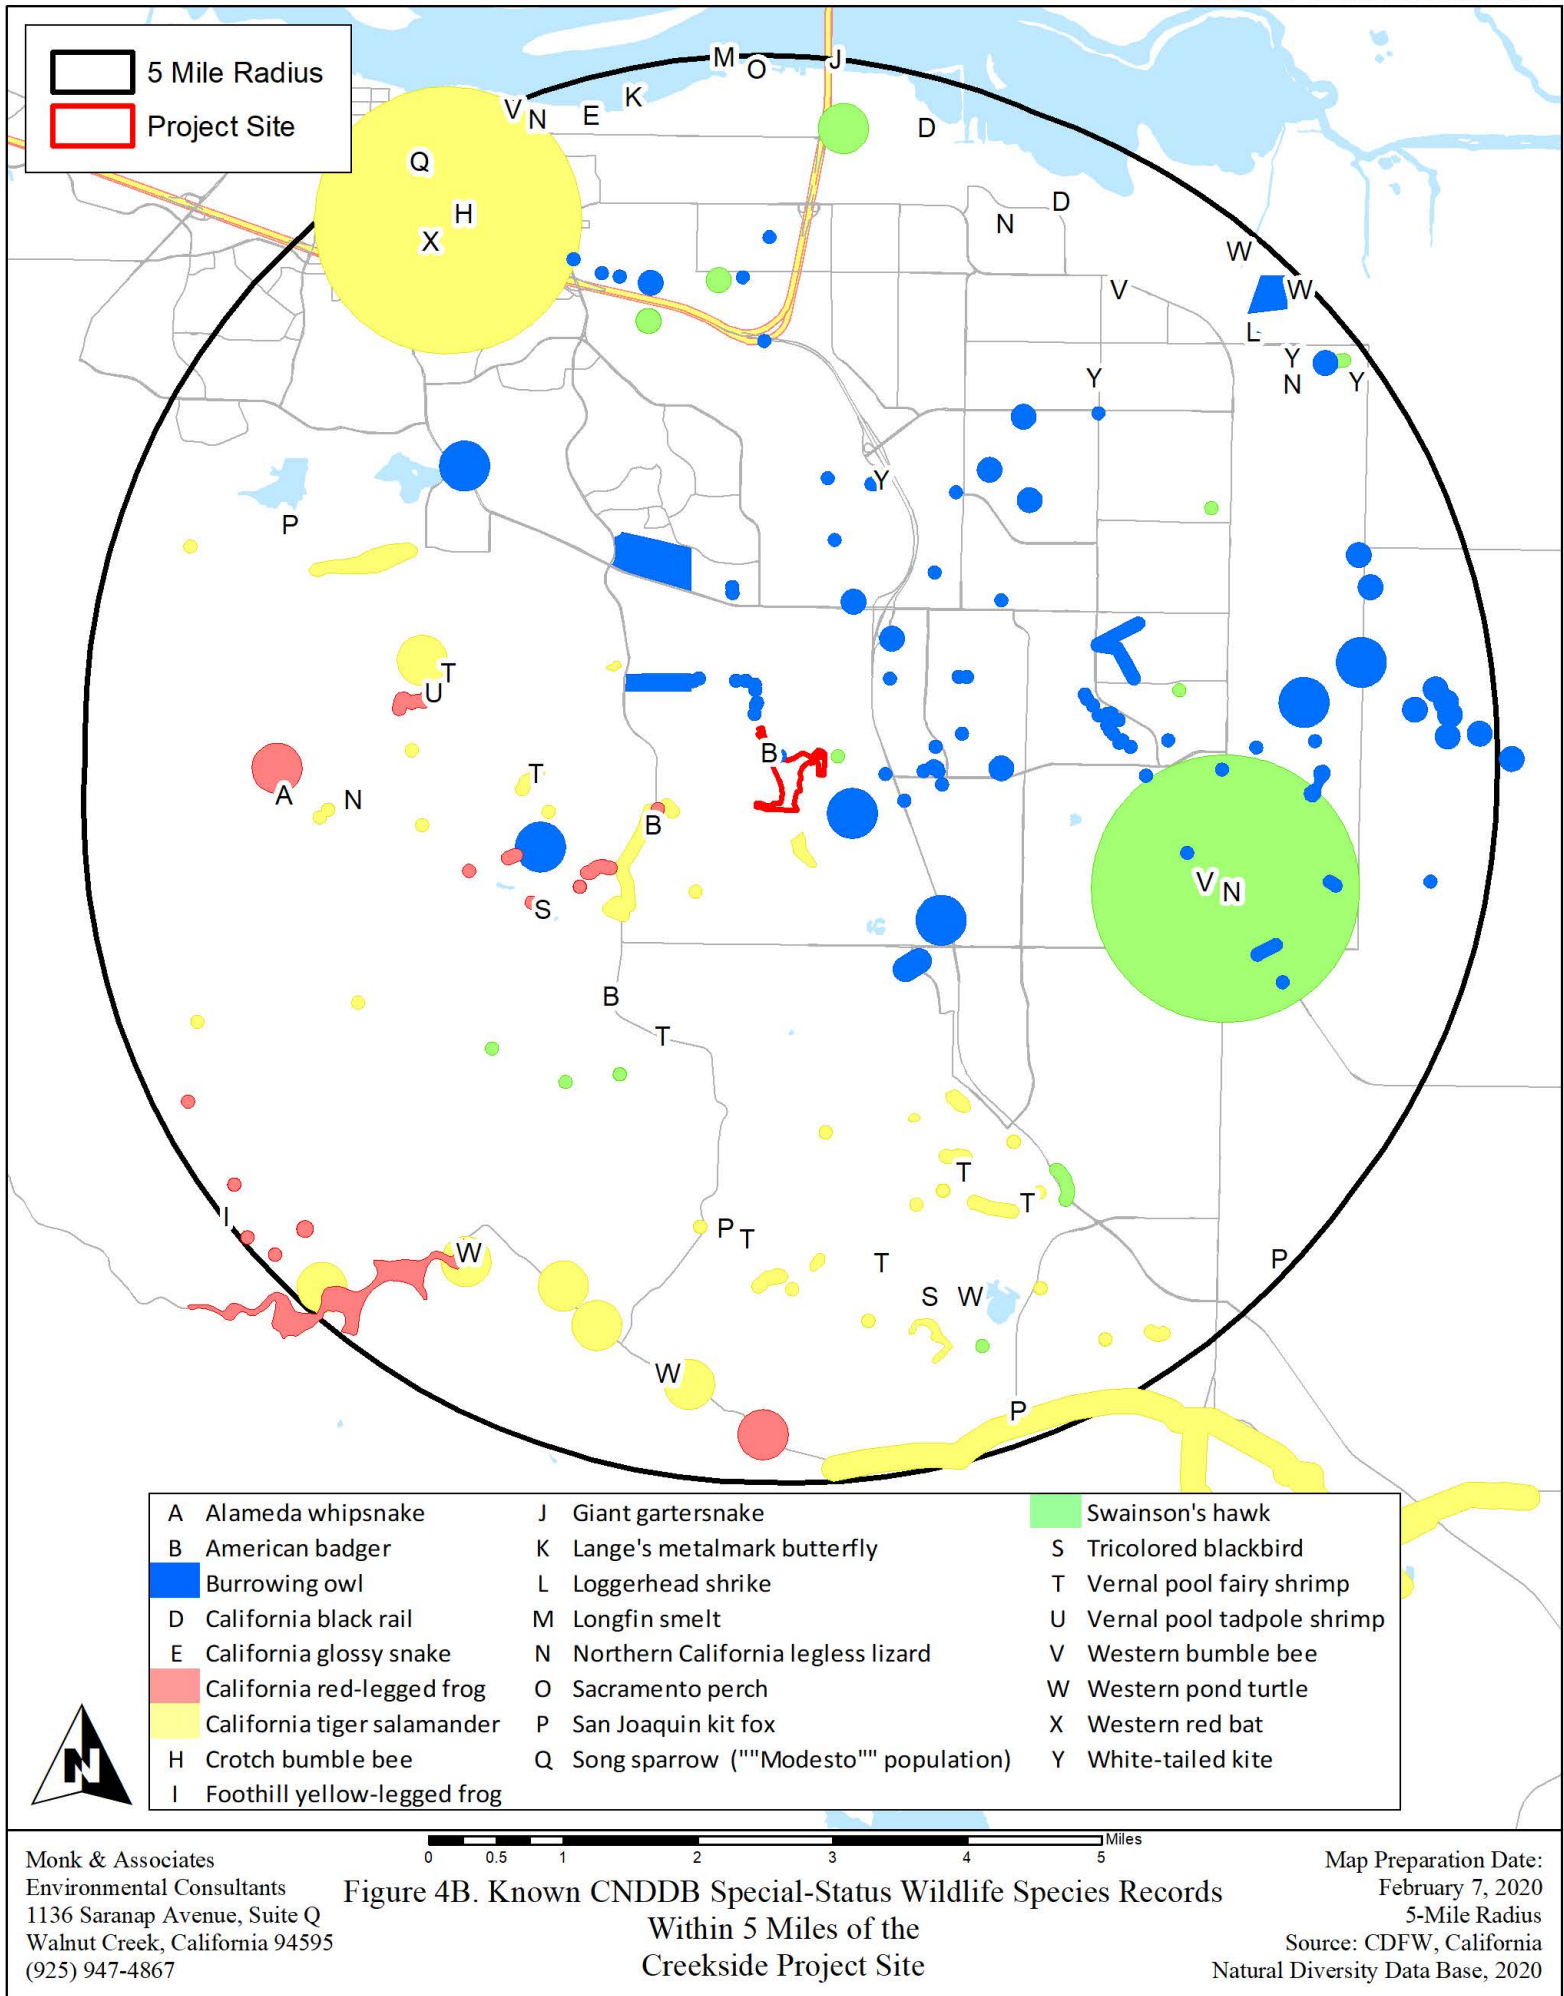 5 Mile Radius
Project Site
M
O
J
K
V
N
E
D
Q
H
X
D
N
W
V
W
L
Y
N
Y
Y
Y
P
T
U
B
T
A
N
B
S
V N
B
T
I
T
T
W
P
T
T
P
S
W
W
P
A Alameda whipsnake
B American badger
Burrowing owl
D California black rail
E California glossy snake
California red-legged frog
California tiger salamander
H Crotch bumble bee
I Foothill yellow-legged frog
J Giant gartersnake
K Lange's metalmark butterfly
L Loggerhead shrike
M Longfin smelt
N Northern California legless lizard
O Sacramento perch
P San Joaquin kit fox
Q Song sparrow (""Modesto"" population)
Swainson's hawk
S Tricolored blackbird
T Vernal pool fairy shrimp
U Vernal pool tadpole shrimp
V Western bumble bee
W Western pond turtle
X Western red bat
Y White-tailed kite
N
Miles
0 0.5 1 2 3 4 5
Monk & Associates
Environmental Consultants
1136 Saranap Avenue, Suite Q
Walnut Creek, California 94595
(925) 947-4867
Figure 4B. Known CNDDB Special-Status Wildlife Species Records
Within 5 Miles of the
Creekside Project Site
Map Preparation Date:
February 7, 2020
5-Mile Radius
Source: CDFW, California
Natural Diversity Data Base, 2020